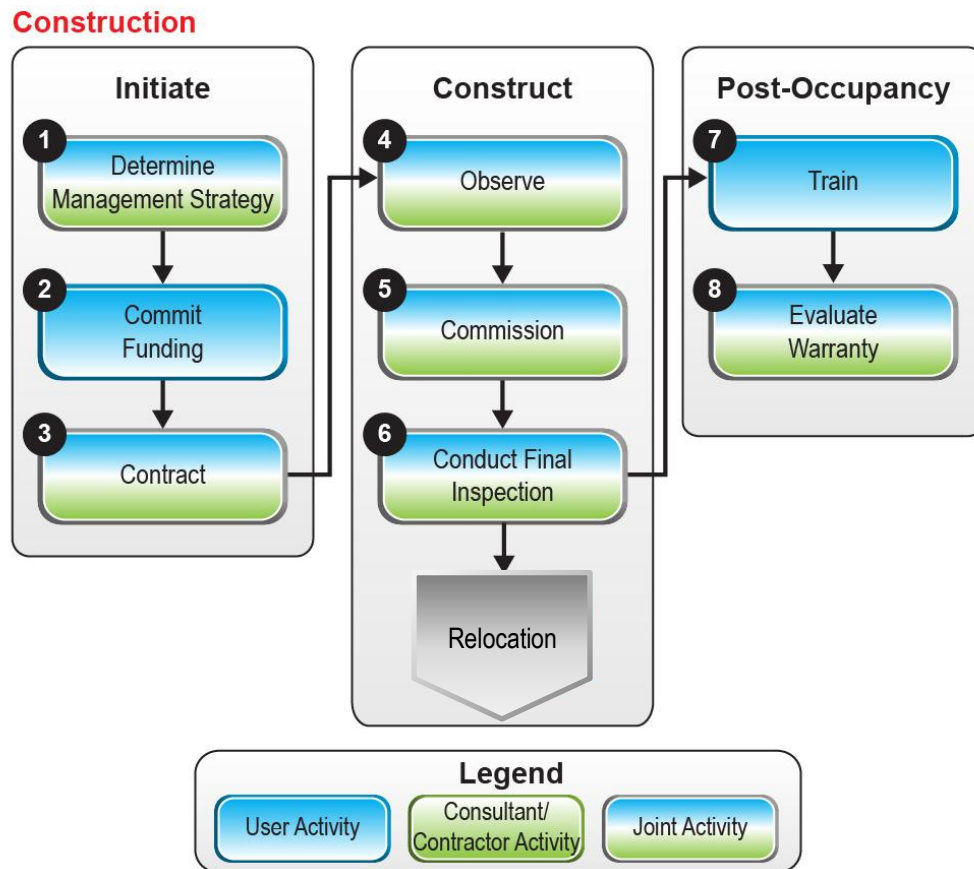 Construction
Initiate
1
Determine
Management Strategy
2
Commit
Funding
3
Contract
Construct
4
Observe
5
Commission
6
Conduct Final
Inspection
Relocation
Post-Occupancy
7
Train
8
Evaluate
Warranty
Legend
User Activity
Consultant/
Contractor Activity
Joint Activity